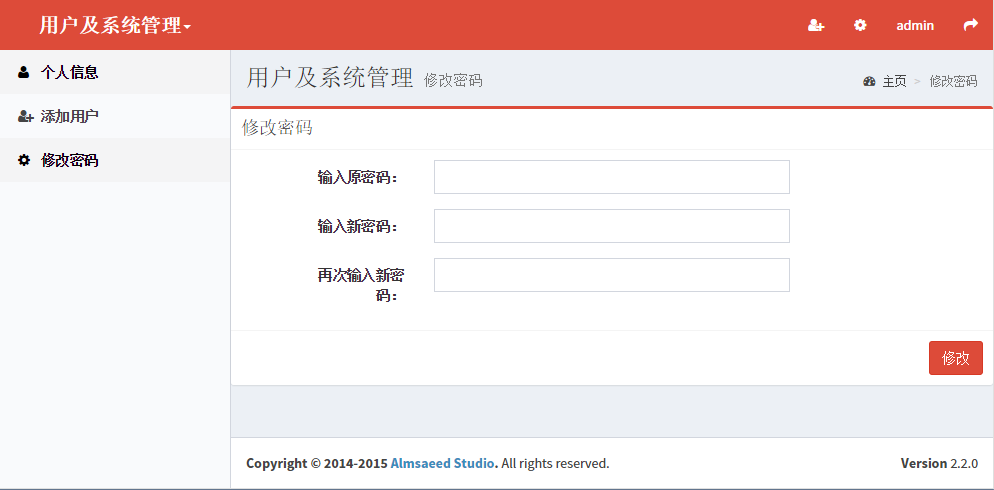 用户及系统管理
admin
个人信息
添加用户
修改密码
用户及系统管理 修改密码
主页 > 修改密码
修改密码
输入原密码：
输入新密码：
再次输入新密
码：
修改
Copyright © 2014-2015 Almsaeed Studio. All rights reserved.
Version 2.2.0